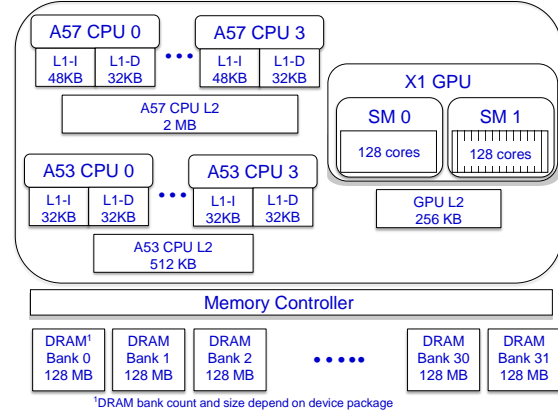 A57 CPU 0
A57 CPU 3
L1-I
48KB
L1-D
32KB
L1-I
48KB
L1-D
32KB
A57 CPU L2
2 MB
A53 CPU 0
A53 CPU 3
L1-I
32KB
L1-D
32KB
L1-I
32KB
L1-D
32KB
A53 CPU L2
512 KB
X1 GPU
SM 0
128 cores
SM 1
128 cores
GPU L2
256 KB
Memory Controller
DRAM¹
Bank 0
128 MB
DRAM
Bank 1
128 MB
DRAM
Bank 2
128 MB
DRAM
Bank 30
128 MB
DRAM
Bank 31
128 MB
¹DRAM bank count and size depend on device package